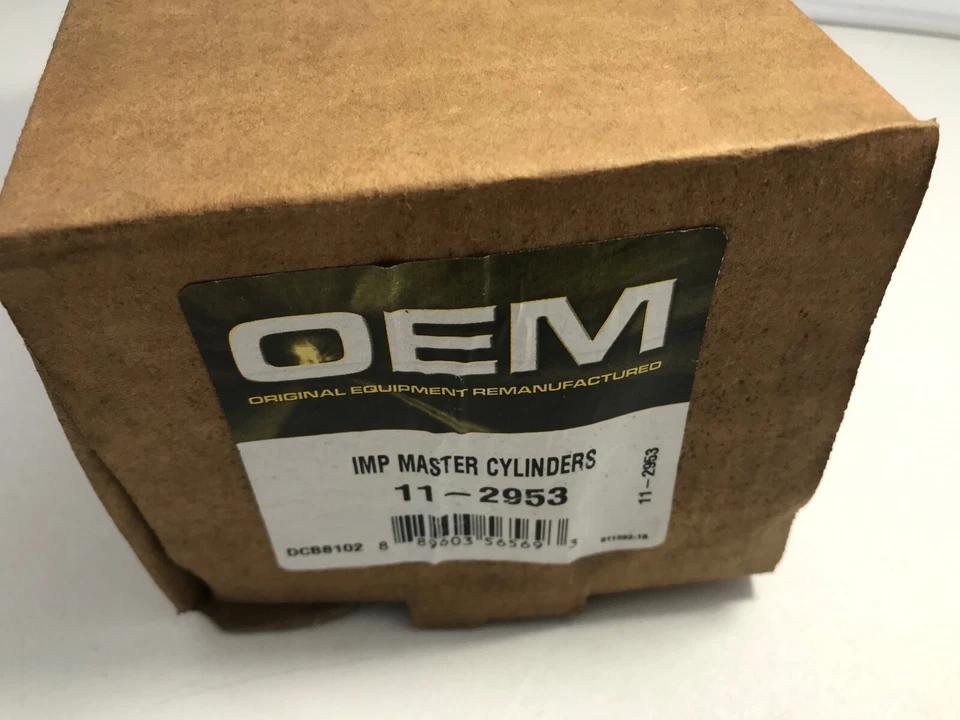 OEM
ORIGINAL EQUIPMENT REMANUFACTURED
IMP MASTER CYLINDERS
11-2953
11-2953
DCB8102
8 89603 56569 3